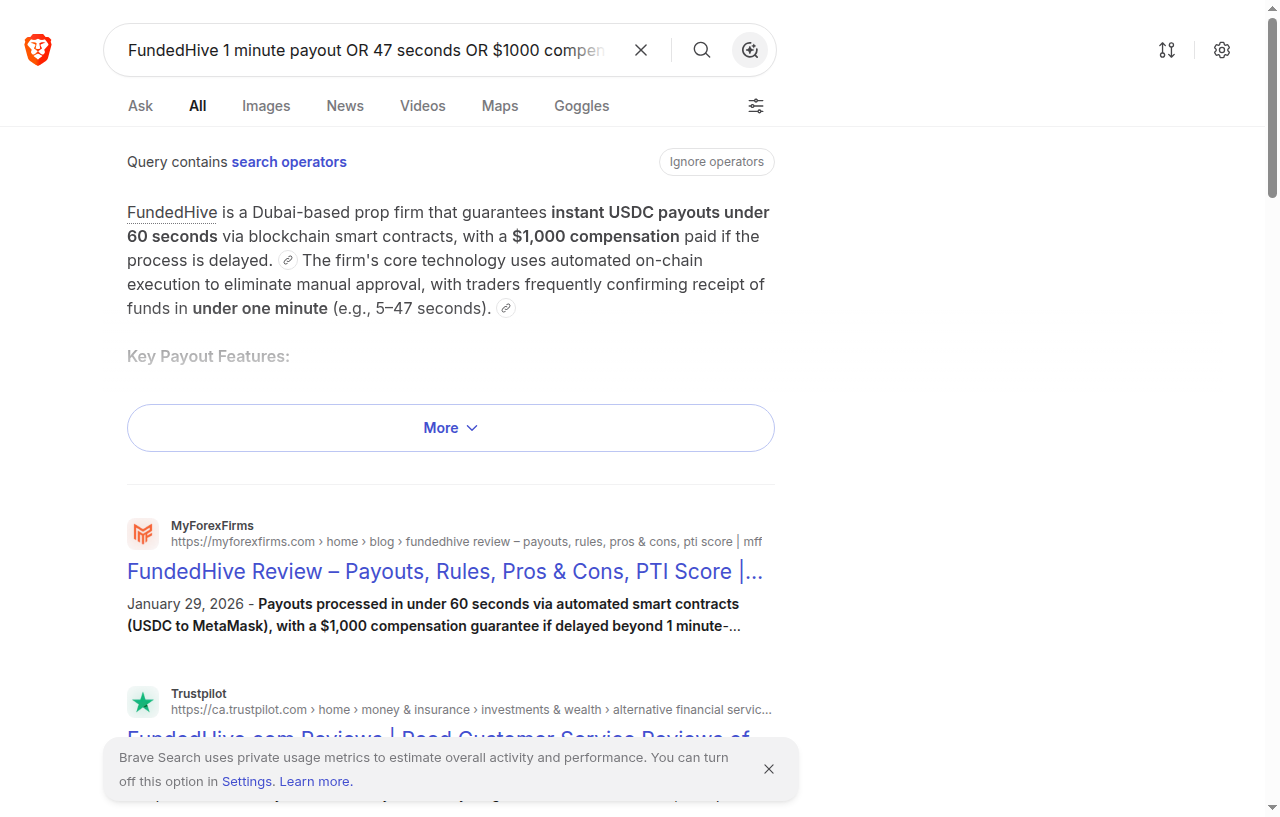 FundedHive 1 minute payout OR 47 seconds OR $1000 compen
Ask All Images News Videos Maps Goggles
Query contains search operators
Ignore operators
FundedHive is a Dubai-based prop firm that guarantees instant USDC payouts under
60 seconds via blockchain smart contracts, with a $1,000 compensation paid if the
process is delayed. The firm's core technology uses automated on-chain
execution to eliminate manual approval, with traders frequently confirming receipt of
funds in under one minute (e.g., 5–47 seconds).
Key Payout Features:
More
MyForexFirms
https://myforexfirms.com › home › blog › fundedhive review – payouts, rules, pros & cons, pti score | mff
FundedHive Review – Payouts, Rules, Pros & Cons, PTI Score |...
January 29, 2026 - Payouts processed in under 60 seconds via automated smart contracts
(USDC to MetaMask), with a $1,000 compensation guarantee if delayed beyond 1 minute-...
Trustpilot
https://ca.trustpilot.com › home › money & insurance › investments & wealth › alternative financial servic...
FundedHive.com Reviews | Read Customer Service Reviews of
Brave Search uses private usage metrics to estimate overall activity and performance. You can turn
off this option in Settings. Learn more.